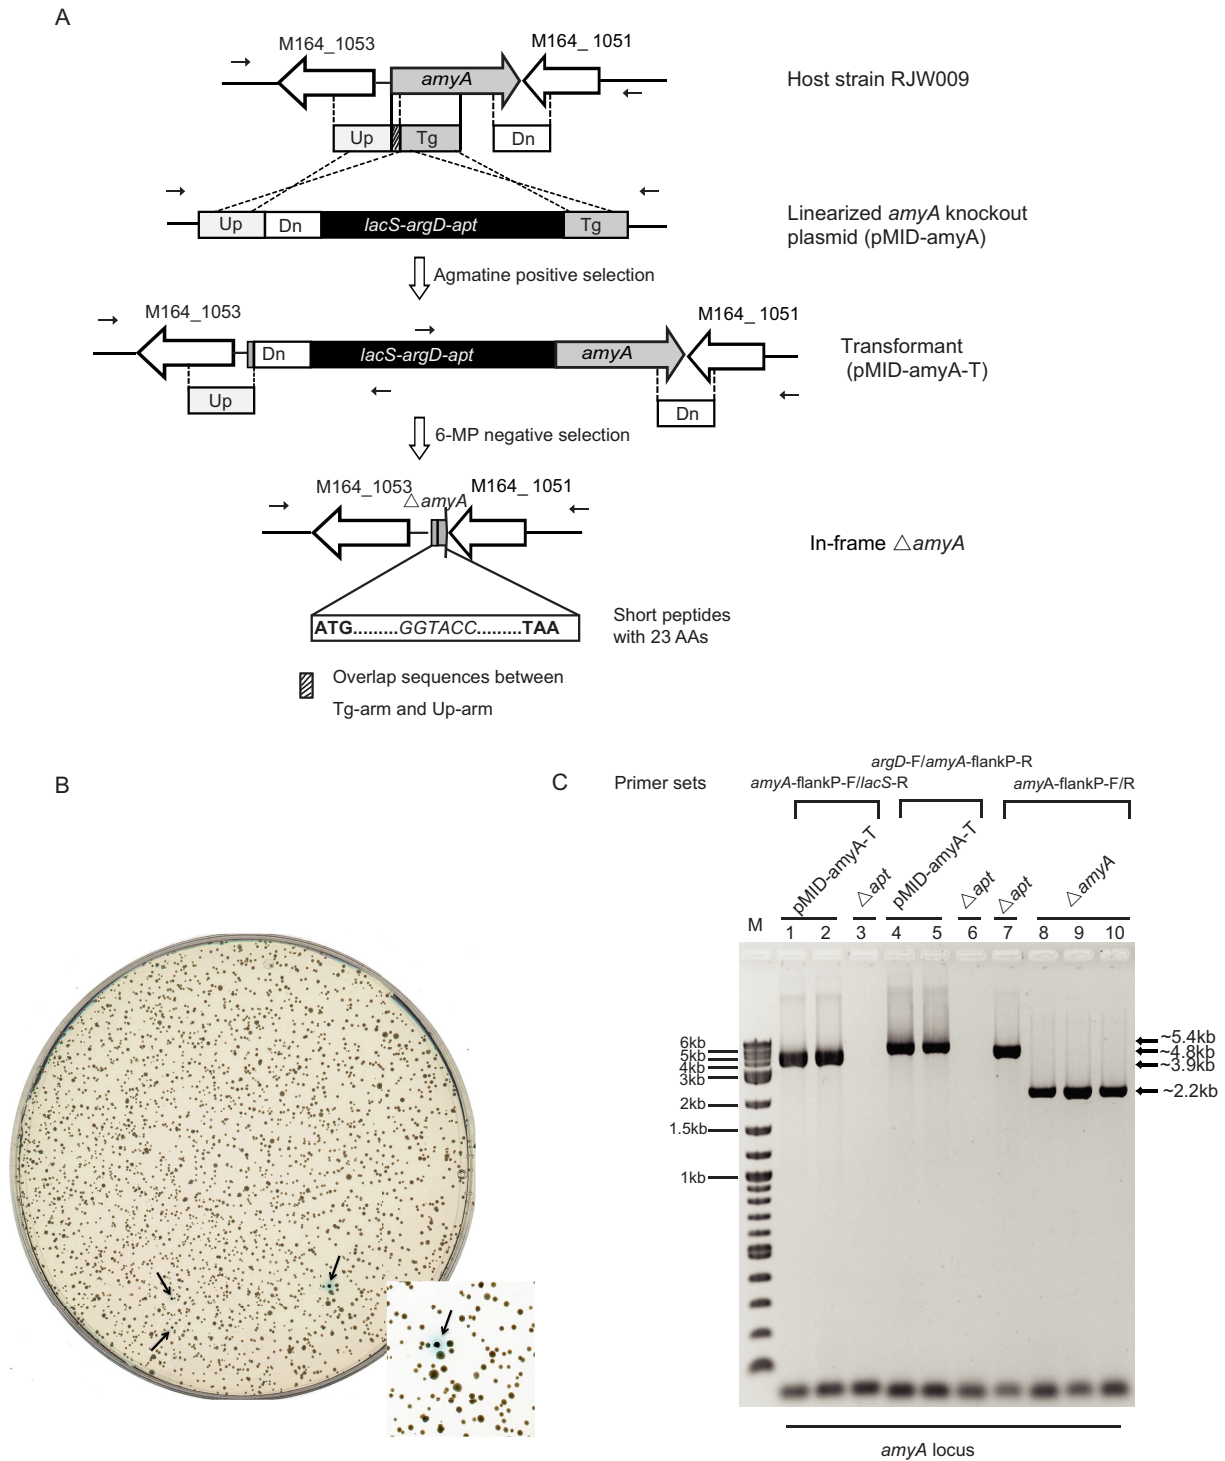 A
M164_1053
M164_ 1051
amyA
Host strain RJW009
Up
Tg
Dn
Up
Dn
lacS-argD-apt
Tg
Linearized amyA knockout
plasmid (pMID-amyA)
Agmatine positive selection
M164_1053
M164_ 1051
Dn
lacS-argD-apt
amyA
Transformant
(pMID-amyA-T)
Up
Dn
6-MP negative selection
M164_1053
M164_ 1051
△amyA
In-frame △amyA
ATG.........GGTACC.........TAA
Short peptides
with 23 AAs
Overlap sequences between
Tg-arm and Up-arm
B
C
Primer sets
argD-F/amyA-flankP-R
amyA-flankP-F/lacS-R
amyA-flankP-F/R
pMID-amyA-T
△apt
pMID-amyA-T
△apt
△apt
△amyA
M
1 2 3 4 5 6 7 8 9 10
6kb
5kb
4kb
3kb
2kb
1.5kb
1kb
~5.4kb
~4.8kb
~3.9kb
~2.2kb
amyA locus